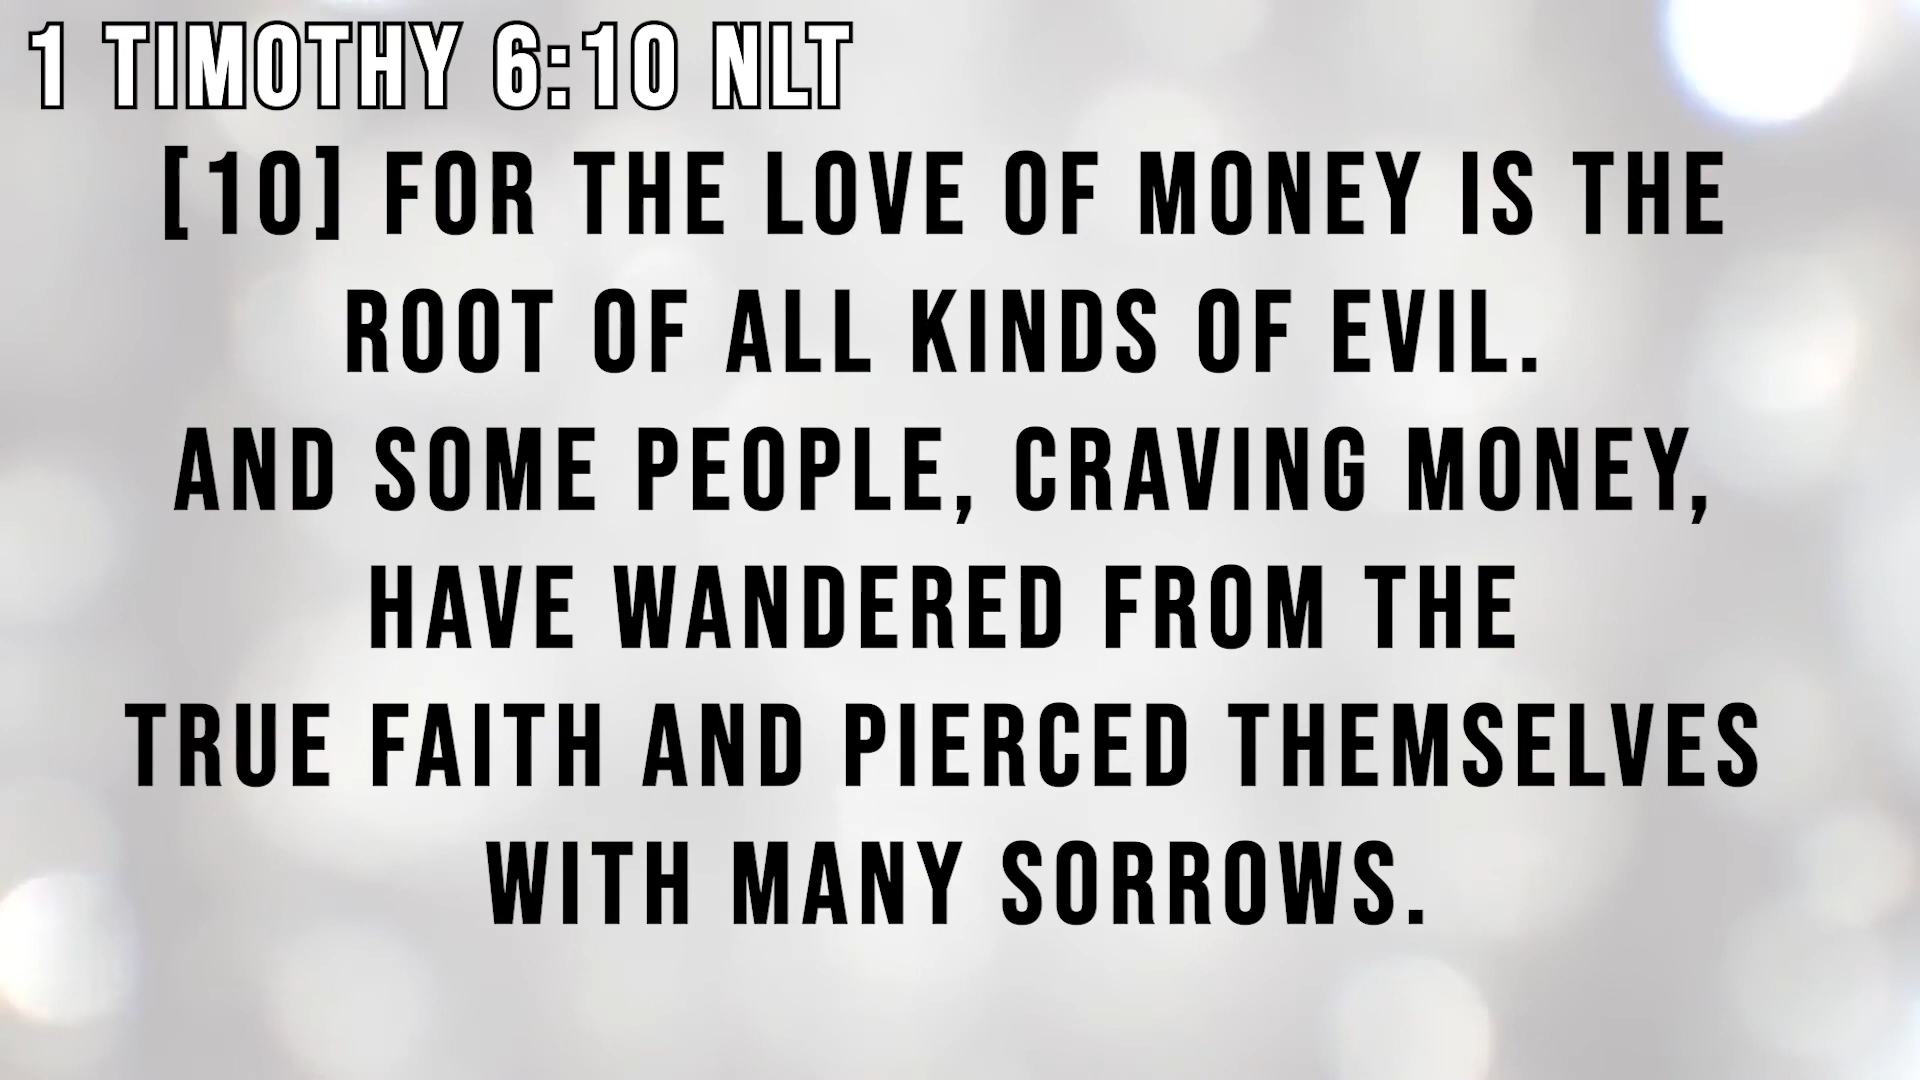 1 TIMOTHY 6:10 NLT
[10] FOR THE LOVE OF MONEY IS THE
ROOT OF ALL KINDS OF EVIL.
AND SOME PEOPLE, CRAVING MONEY,
HAVE WANDERED FROM THE
TRUE FAITH AND PIERCED THEMSELVES
WITH MANY SORROWS.